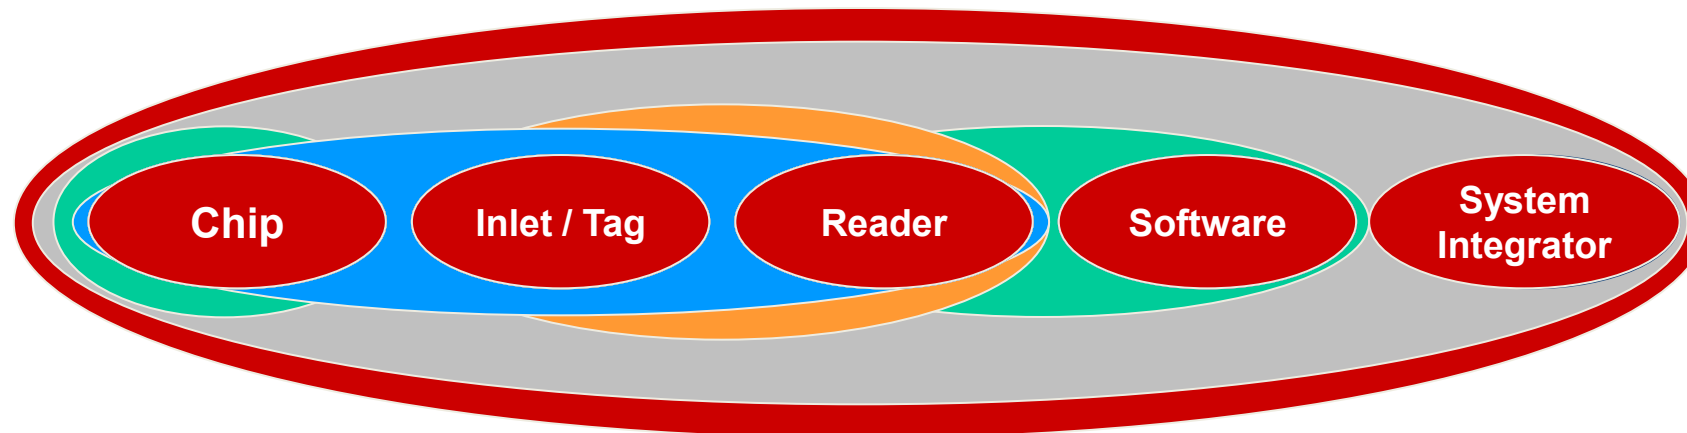 Chip
Inlet / Tag
Reader
Software
System
Integrator